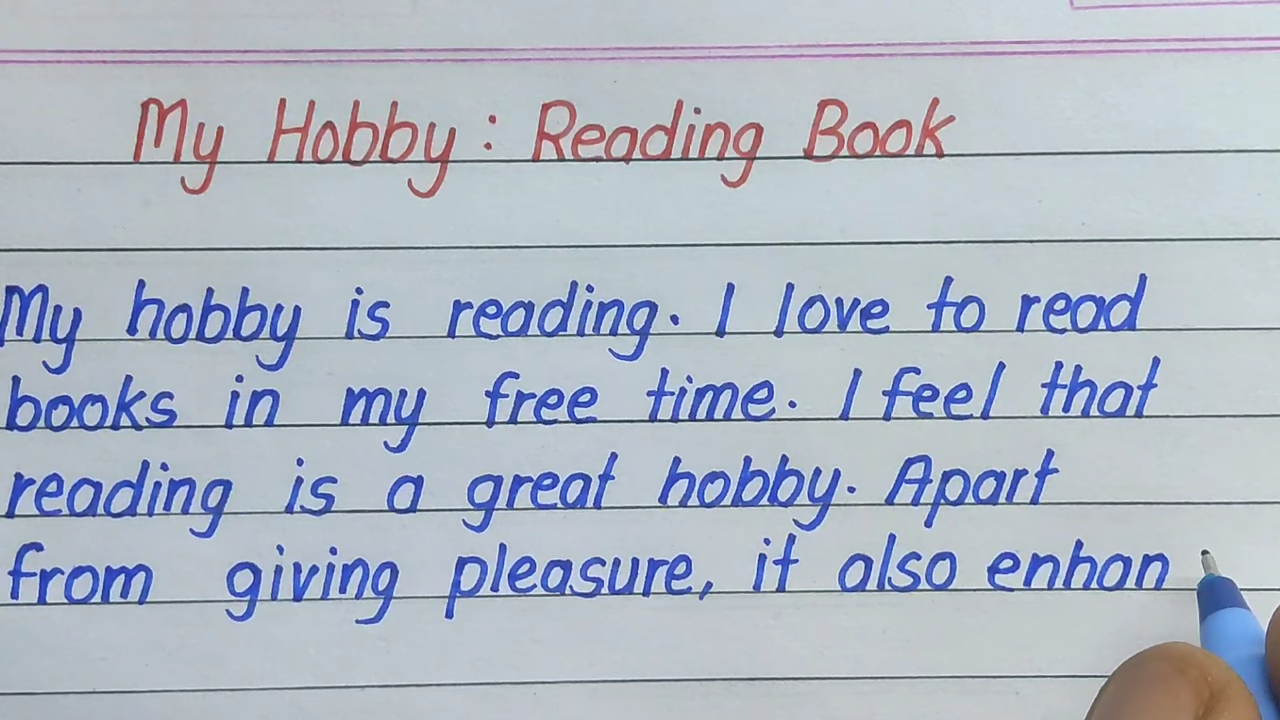 My Hobby : Reading Book
My hobby is reading. I love to read
books in my free time. I feel that
reading is a great hobby. Apart
from giving pleasure, it also enhan